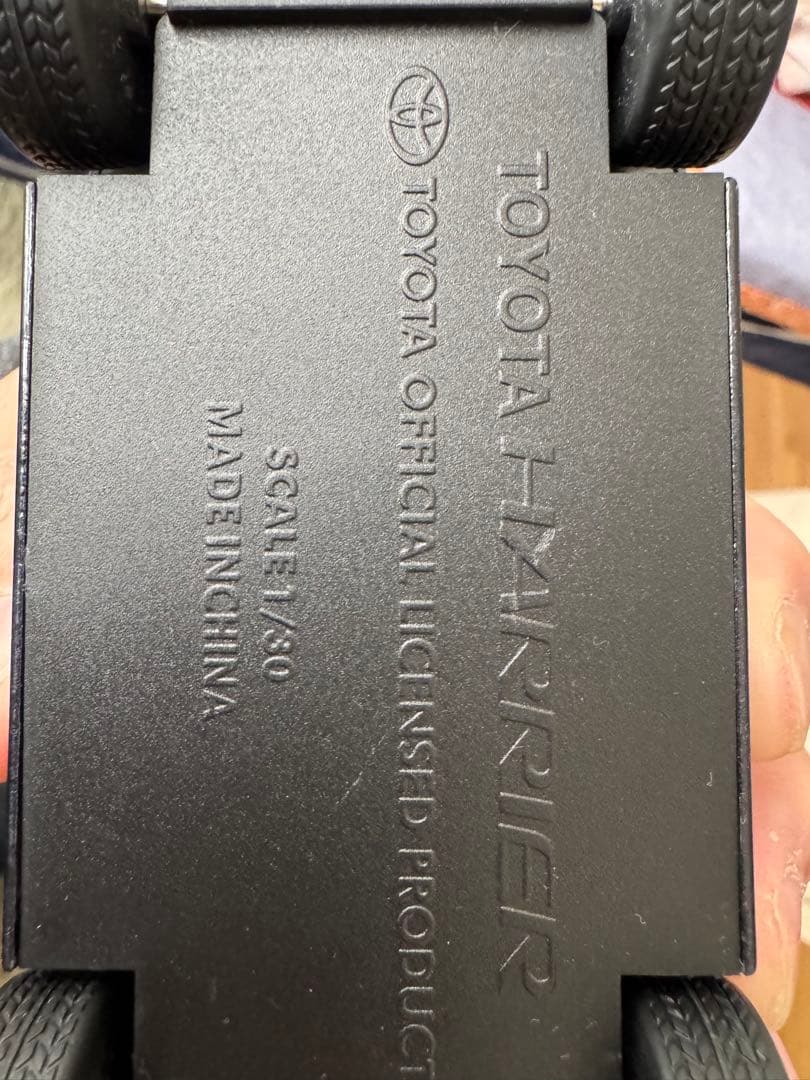 TOYOTA HARRIER
TOYOTA OFFICIAL LICENSED PRODUCT
SCALE 1/30
MADE IN CHINA